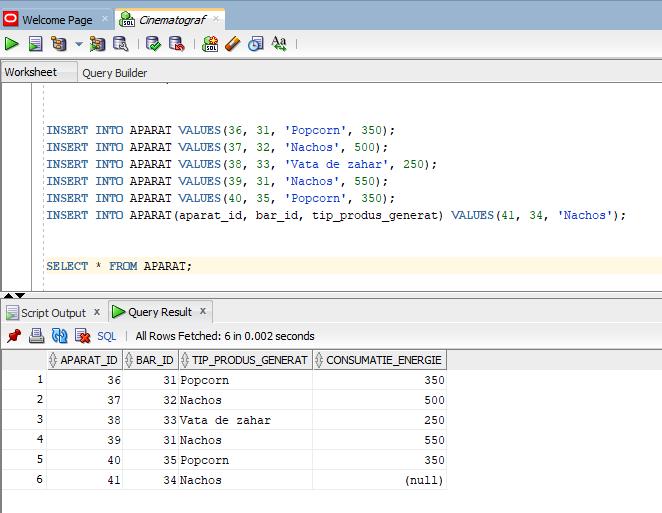 Welcome Page × Cinematograf ×
Worksheet Query Builder
INSERT INTO APARAT VALUES(36, 31, 'Popcorn', 350);
INSERT INTO APARAT VALUES(37, 32, 'Nachos', 500);
INSERT INTO APARAT VALUES(38, 33, 'Vata de zahar', 250);
INSERT INTO APARAT VALUES(39, 31, 'Nachos', 550);
INSERT INTO APARAT VALUES(40, 35, 'Popcorn', 350);
INSERT INTO APARAT(aparat_id, bar_id, tip_produs_generat) VALUES(41, 34, 'Nachos');
SELECT * FROM APARAT;
Script Output × Query Result ×
SQL | All Rows Fetched: 6 in 0.002 seconds
APARAT_ID BAR_ID TIP_PRODUS_GENERAT CONSUMATIE_ENERGIE
1 36 31 Popcorn 350
2 37 32 Nachos 500
3 38 33 Vata de zahar 250
4 39 31 Nachos 550
5 40 35 Popcorn 350
6 41 34 Nachos (null)